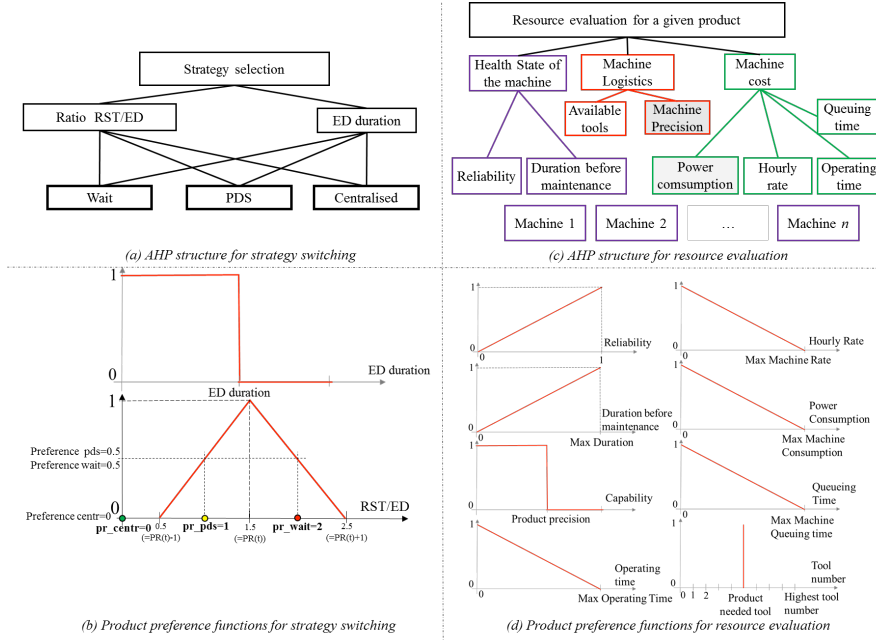 Strategy selection
Ratio RST/ED
ED duration
Wait
PDS
Centralised
(a) AHP structure for strategy switching
Resource evaluation for a given product
Health State of
the machine
Machine
Logistics
Machine
cost
Available
tools
Machine
Precision
Queuing
time
Reliability
Duration before
maintenance
Power
comsumption
Hourly
rate
Operating
time
Machine 1
Machine 2
...
Machine n
(c) AHP structure for resource evaluation
1
0
ED duration
ED duration
1
Preference pds=0.5
Preference wait=0.5
Preference centr=0
0
RST/ED
pr_centr=0
0.5
(=PR(t)-1)
pr_pds=1
1.5
(=PR(t))
pr_wait=2
2.5
(=PR(t)+1)
(b) Product preference functions for strategy switching
1
0
0
1
Reliability
1
0
0
Duration before
maintenance
Max Duration
1
0
Capability
Product precision
1
0
0
Operating
time
Max Operating Time
1
0
0
Hourly Rate
Max Machine Rate
1
0
0
Power
Consumption
Max Machine
Consumption
1
0
0
Queueing
Time
Max Machine
Queuing time
1
0
0 1 2
Tool
number
Product
needed tool
Highest tool
number
(d) Product preference functions for resource evaluation